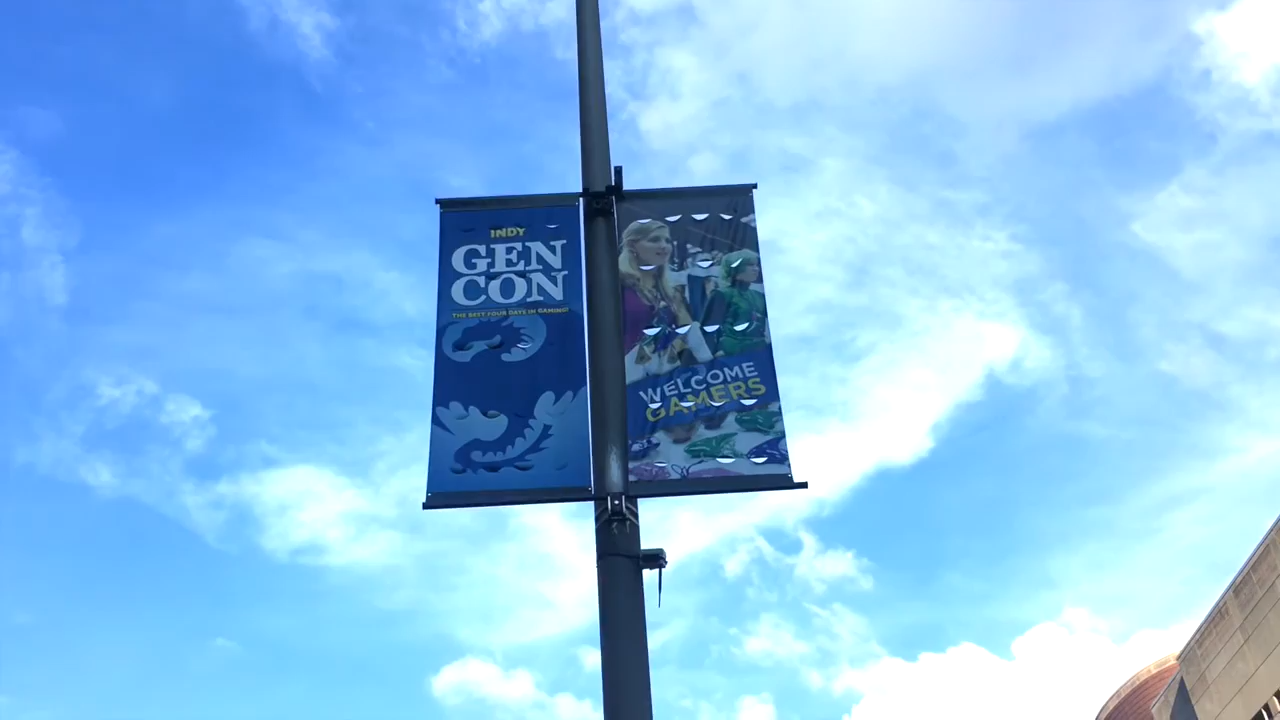 INDY
GEN
CON
THE BEST FOUR DAYS IN GAMING!
WELCOME
GAMERS